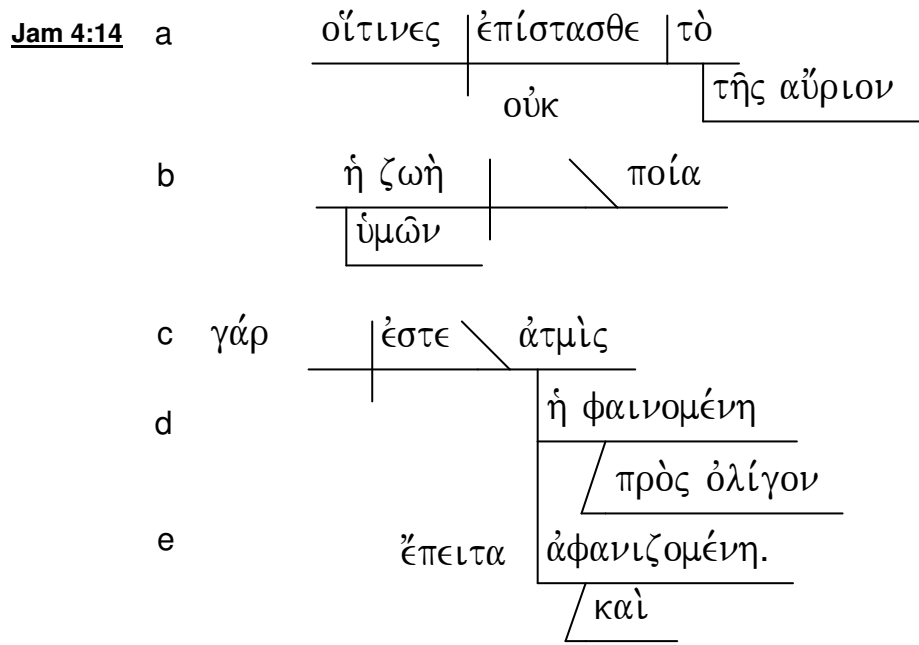 Jam 4:14 a οἵτινες ἐπίστασθε τὸ
τῆς αὔριον
οὐκ
b ἡ ζωὴ ποία
ὑμῶν
c γάρ ἐστε ἀτμὶς
ἡ φαινομένη
d
πρὸς ὀλίγον
e ἔπειτα ἀφανιζομένη.
καὶ